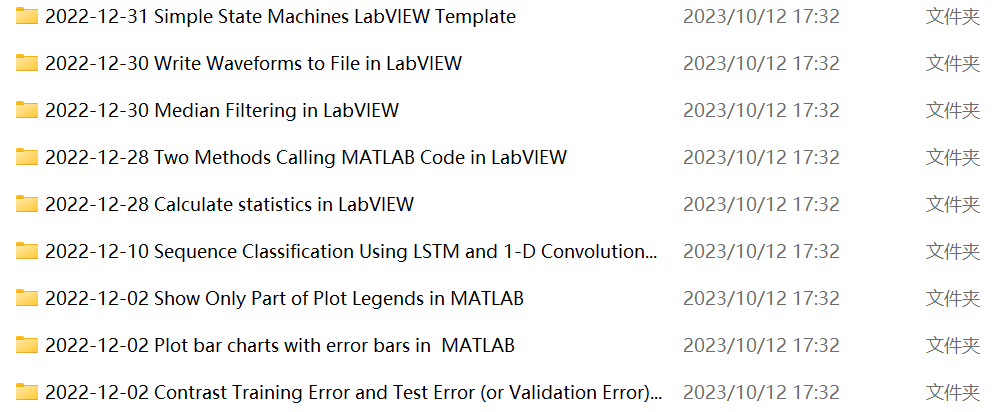 2022-12-31 Simple State Machines LabVIEW Template 2023/10/12 17:32 文件夹
2022-12-30 Write Waveforms to File in LabVIEW 2023/10/12 17:32 文件夹
2022-12-30 Median Filtering in LabVIEW 2023/10/12 17:32 文件夹
2022-12-28 Two Methods Calling MATLAB Code in LabVIEW 2023/10/12 17:32 文件夹
2022-12-28 Calculate statistics in LabVIEW 2023/10/12 17:32 文件夹
2022-12-10 Sequence Classification Using LSTM and 1-D Convolution... 2023/10/12 17:32 文件夹
2022-12-02 Show Only Part of Plot Legends in MATLAB 2023/10/12 17:32 文件夹
2022-12-02 Plot bar charts with error bars in  MATLAB 2023/10/12 17:32 文件夹
2022-12-02 Contrast Training Error and Test Error (or Validation Error)... 2023/10/12 17:32 文件夹